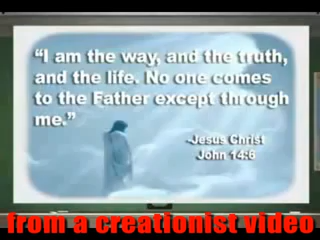 “I am the way, and the truth,
and the life. No one comes
to the Father except through
me.”
-Jesus Christ
John 14:6
from a creationist video